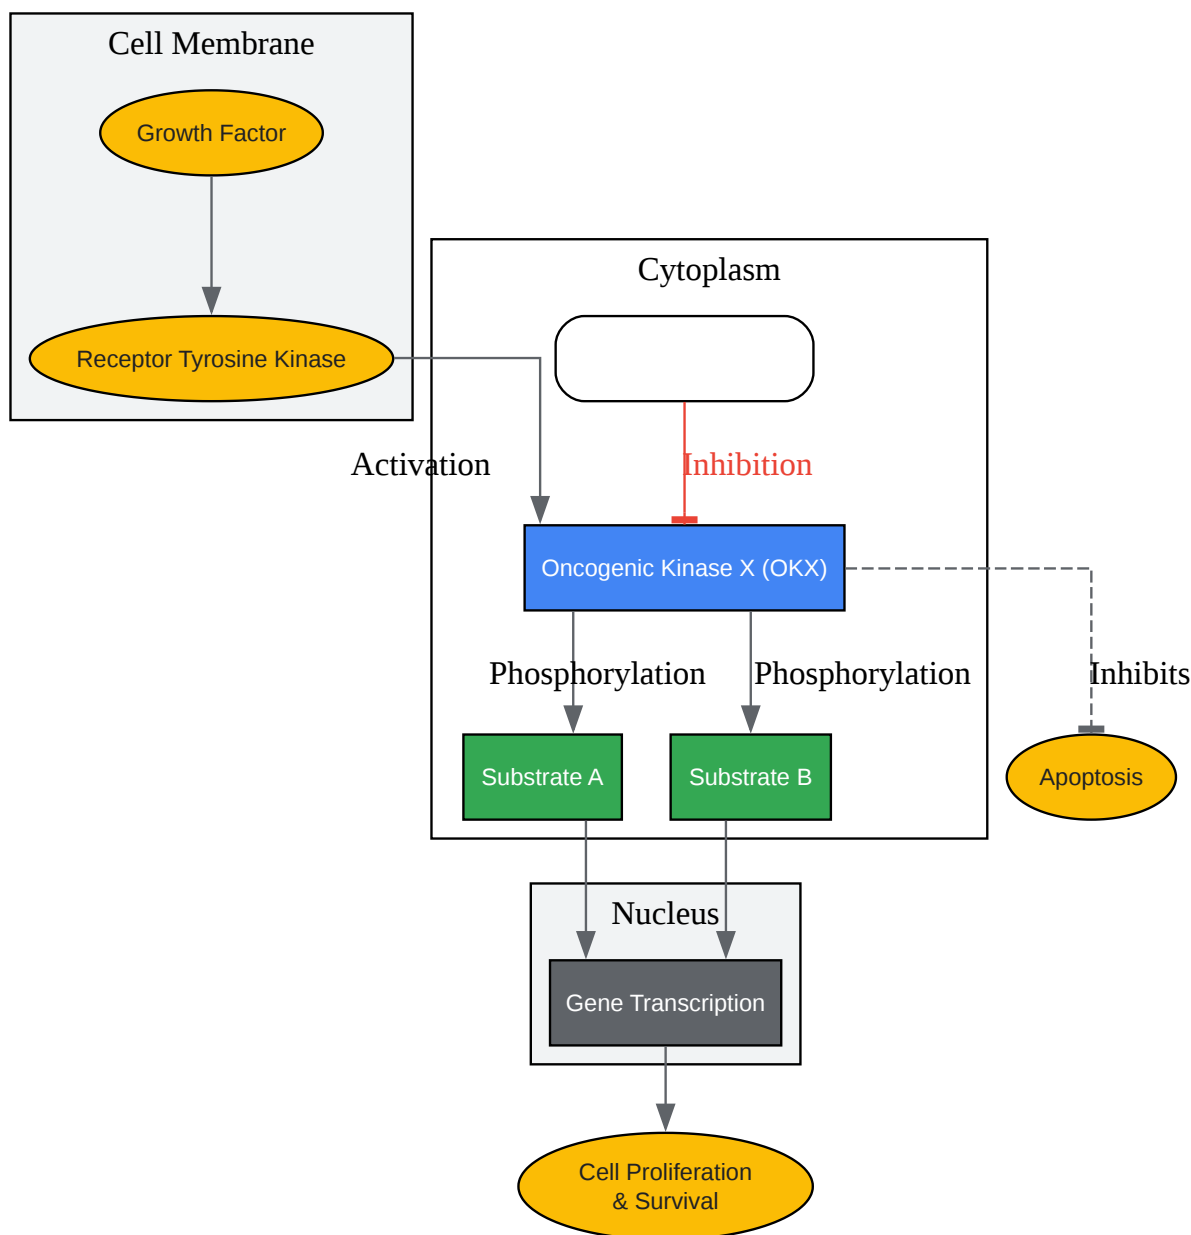 Cell Membrane
Growth Factor
Receptor Tyrosine Kinase
Cytoplasm
Activation
Inhibition
Oncogenic Kinase X (OKX)
Phosphorylation
Phosphorylation
Inhibits
Substrate A
Substrate B
Apoptosis
Nucleus
Gene Transcription
Cell Proliferation
& Survival